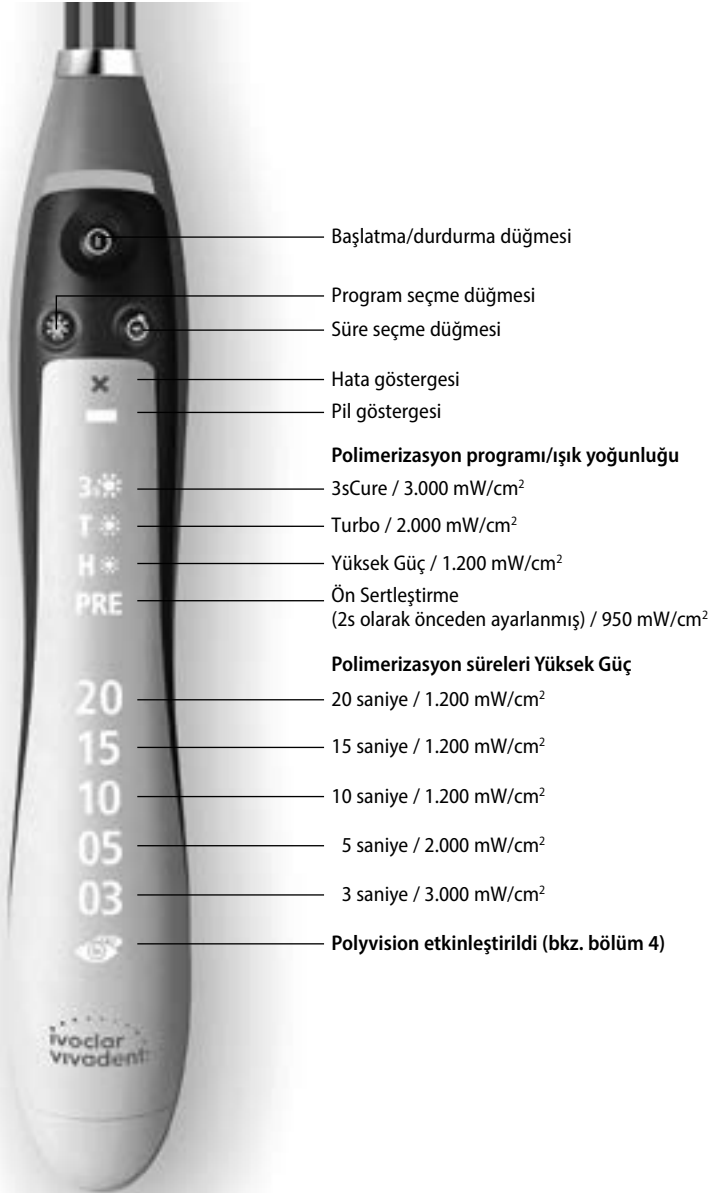 Başlatma/durdurma düğmesi
Program seçme düğmesi
Süre seçme düğmesi
Hata göstergesi
Pil göstergesi
Polimerizasyon programı/ışık yoğunluğu
3s 3sCure / 3.000 mW/cm²
T Turbo / 2.000 mW/cm²
H Yüksek Güç / 1.200 mW/cm²
PRE Ön Sertleştirme
(2s olarak önceden ayarlanmış) / 950 mW/cm²
Polimerizasyon süreleri Yüksek Güç
20 20 saniye / 1.200 mW/cm²
15 15 saniye / 1.200 mW/cm²
10 10 saniye / 1.200 mW/cm²
05 5 saniye / 2.000 mW/cm²
03 3 saniye / 3.000 mW/cm²
Polyvision etkinleştirildi (bkz. bölüm 4)
ivoclar
vivadent